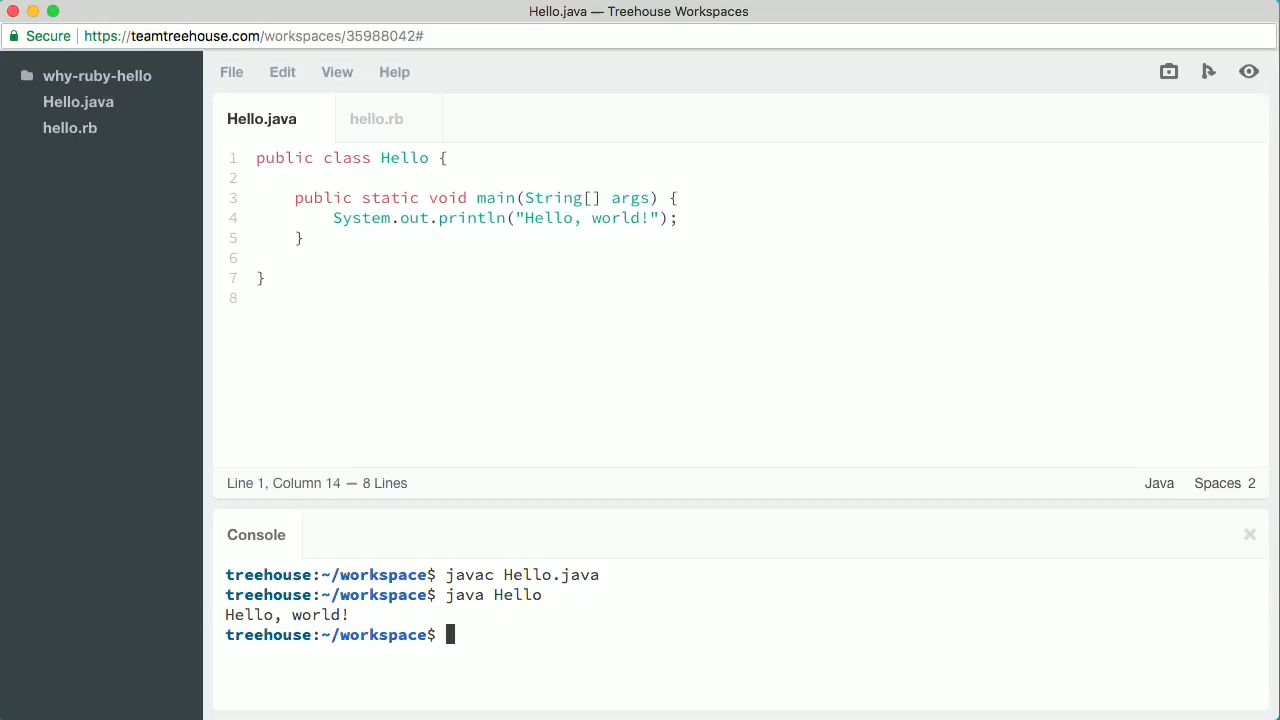 Hello.java — Treehouse Workspaces
Secure https://teamtreehouse.com/workspaces/35988042#
why-ruby-hello
Hello.java
hello.rb
File Edit View Help
Hello.java hello.rb
1 public class Hello {
2
3     public static void main(String[] args) {
4         System.out.println("Hello, world!");
5     }
6
7 }
8
Line 1, Column 14 — 8 Lines
Java Spaces 2
Console
treehouse:~/workspace$ javac Hello.java
treehouse:~/workspace$ java Hello
Hello, world!
treehouse:~/workspace$